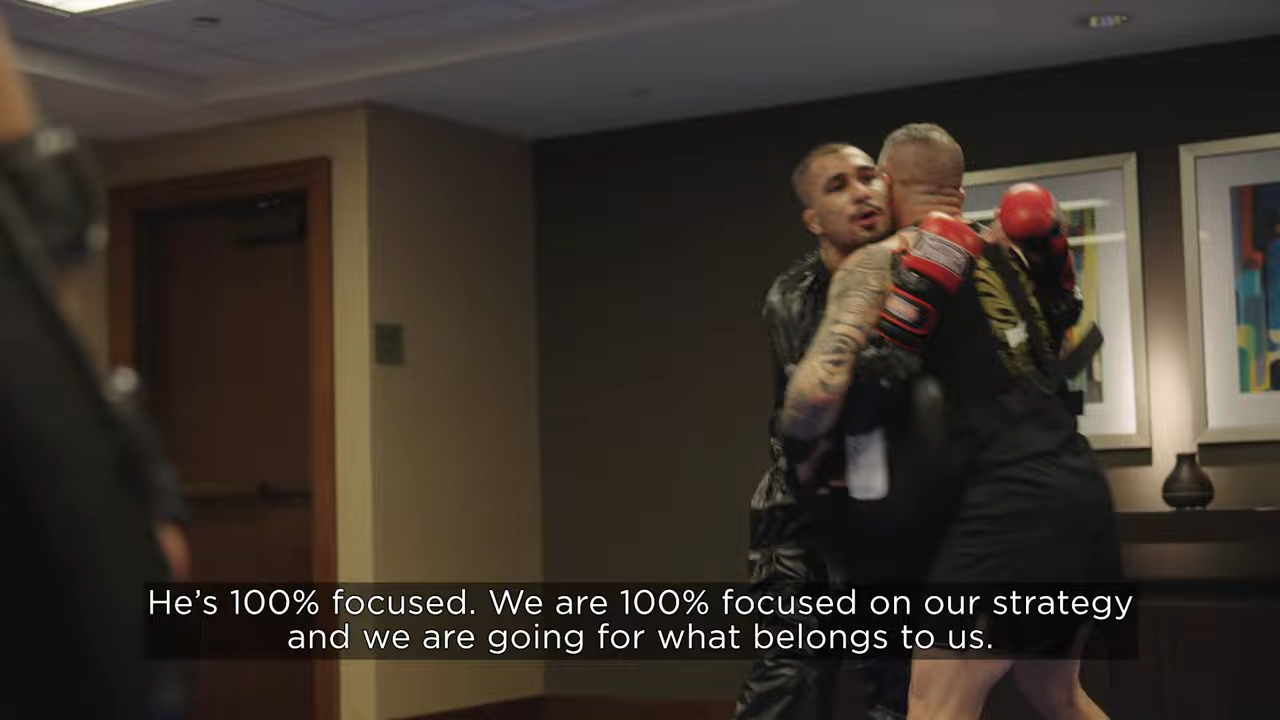 He’s 100% focused. We are 100% focused on our strategy
and we are going for what belongs to us.